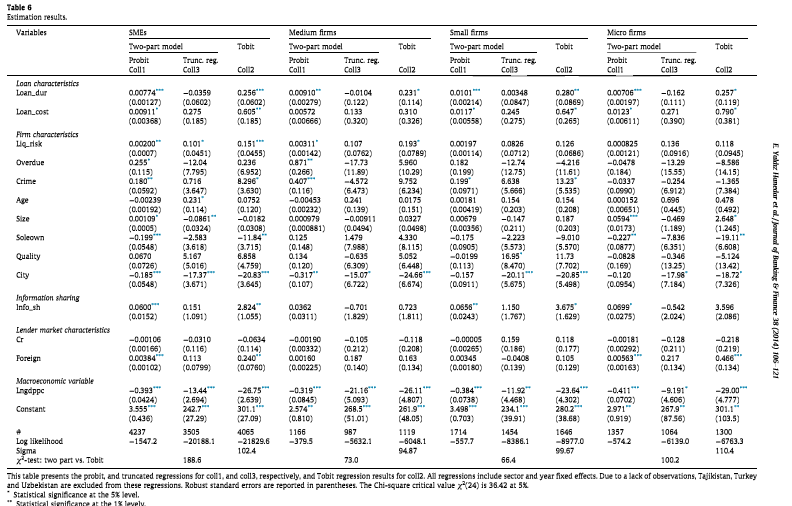 Table 6
Estimation results.
Variables SMEs Medium firms Small firms Micro firms
Two-part model Tobit Two-part model Tobit Two-part model Tobit Two-part model Tobit
Probit Trunc. reg. Probit Trunc. reg. Probit Trunc. reg. Probit Trunc. reg.
Coll1 Coll3 Coll2 Coll1 Coll3 Coll2 Coll1 Coll3 Coll2 Coll1 Coll3 Coll2
Loan characteristics
Loan_dur 0.00774*** −0.0359 0.256*** 0.00910** −0.0104 0.231* 0.0101*** 0.00348 0.280** 0.00706*** −0.162 0.257*
(0.00127) (0.0602) (0.0602) (0.00279) (0.122) (0.114) (0.00214) (0.0847) (0.0869) (0.00197) (0.111) (0.119)
Loan_cost 0.00911* 0.275 0.605** 0.00572 0.133 0.310 0.0117* 0.245 0.647* 0.0123* 0.271 0.790*
(0.00368) (0.185) (0.185) (0.00666) (0.320) (0.326) (0.00558) (0.275) (0.265) (0.00611) (0.390) (0.381)
Firm characteristics
Liq_risk 0.00200** 0.101* 0.151*** 0.00311* 0.107 0.193* 0.00197 0.0826 0.126 0.000825 0.136 0.118
(0.0007) (0.0451) (0.0455) (0.00142) (0.0762) (0.0789) (0.00114) (0.0712) (0.0686) (0.00121) (0.0916) (0.0945)
Overdue 0.255* −12.04 0.236 0.871** −17.73 5.960 0.182 −12.74 −4.216 −0.0478 −13.29 −8.586
(0.115) (7.795) (6.952) (0.266) (11.89) (10.29) (0.199) (12.75) (11.61) (0.184) (15.55) (14.15)
Crime 0.180** 0.716 8.296* 0.407*** −4.572 9.752 0.199* 6.638 13.23* −0.0337 −0.254 −1.365
(0.0592) (3.647) (3.630) (0.116) (6.473) (6.234) (0.0971) (5.666) (5.535) (0.0990) (6.912) (7.384)
Age −0.00239 0.231* 0.0752 −0.00453 0.241 0.0175 0.00181 0.154 0.154 0.000152 0.696 0.478
(0.00192) (0.114) (0.120) (0.00232) (0.139) (0.151) (0.00419) (0.203) (0.208) (0.00651) (0.445) (0.492)
Size 0.00109* −0.0861** −0.0182 0.000979 −0.00911 0.0327 0.00679 −0.147 0.187 0.0594*** −0.469 2.648*
(0.0005) (0.0324) (0.0308) (0.000881) (0.0494) (0.0498) (0.00356) (0.211) (0.203) (0.0173) (1.189) (1.245)
Soleown −0.199*** −2.583 −11.84** 0.125 1.479 4.330 −0.175 −2.223 −9.010 −0.227** −7.836 −19.11**
(0.0548) (3.618) (3.715) (0.148) (7.988) (8.115) (0.0905) (5.573) (5.570) (0.0877) (6.351) (6.608)
Quality 0.0670 5.167 6.858 0.134 −0.635 5.052 −0.0199 16.95* 11.73 −0.0828 −0.346 −5.124
(0.0726) (5.016) (4.759) (0.120) (6.309) (6.448) (0.113) (8.470) (7.702) (0.169) (13.25) (13.42)
City −0.185*** −17.37*** −20.83*** −0.317** −15.07* −24.66*** −0.157 −20.11*** −20.85*** −0.120 −17.98* −18.72*
(0.0548) (3.671) (3.645) (0.107) (6.722) (6.674) (0.0911) (5.675) (5.498) (0.0954) (7.184) (7.326)
Information sharing
Info_sh 0.0600*** 0.151 2.824** 0.0362 −0.701 0.723 0.0656** 1.150 3.675* 0.0699* −0.542 3.596
(0.0152) (1.091) (1.055) (0.0311) (1.829) (1.811) (0.0243) (1.767) (1.629) (0.0275) (2.024) (2.086)
Lender market characteristics
Cr −0.00106 −0.0310 −0.0634 −0.00190 −0.105 −0.118 −0.00005 0.159 0.118 −0.00181 −0.128 −0.218
(0.00166) (0.116) (0.114) (0.00332) (0.212) (0.208) (0.00265) (0.186) (0.177) (0.00292) (0.211) (0.219)
Foreign 0.00384*** 0.113 0.240** 0.00160 0.187 0.163 0.00345 −0.0408 0.105 0.00563*** 0.217 0.466***
(0.00102) (0.0799) (0.0760) (0.00225) (0.140) (0.134) (0.00180) (0.139) (0.129) (0.00163) (0.134) (0.134)
Macroeconomic variable
Lngdppc −0.393*** −13.44*** −26.75*** −0.319*** −21.16*** −26.11*** −0.384*** −11.92** −23.64*** −0.411*** −9.191* −29.00***
(0.0424) (2.694) (2.639) (0.0845) (5.093) (4.807) (0.0738) (4.468) (4.302) (0.0702) (4.606) (4.777)
Constant 3.555*** 242.7*** 301.1*** 2.574** 268.5*** 261.9*** 3.498*** 234.1*** 280.2*** 2.971** 267.9** 301.1**
(0.436) (27.29) (27.09) (0.810) (51.01) (48.05) (0.703) (39.91) (38.68) (0.919) (87.56) (103.5)
# 4237 3505 4065 1166 987 1119 1714 1454 1646 1357 1064 1300
Log likelihood −1547.2 −20188.1 −21829.6 −379.5 −5632.1 −6048.1 −557.7 −8386.1 −8977.0 −574.2 −6139.0 −6763.3
Sigma 102.4 94.87 99.67 110.4
χ²-test: two part vs. Tobit 188.6 73.0 66.4 100.2
This table presents the probit, and truncated regressions for coll1, and coll3, respectively, and Tobit regression results for coll2. All regressions include sector and year fixed effects. Due to a lack of observations, Tajikistan, Turkey
and Uzbekistan are excluded from these regressions. Robust standard errors are reported in parentheses. The Chi-square critical value χ²(24) is 36.42 at 5%.
* Statistical significance at the 5% level.
** Statistical significance at the 1% level.
E. Yaldız Hanedar et al./Journal of Banking & Finance 38 (2014) 106–121